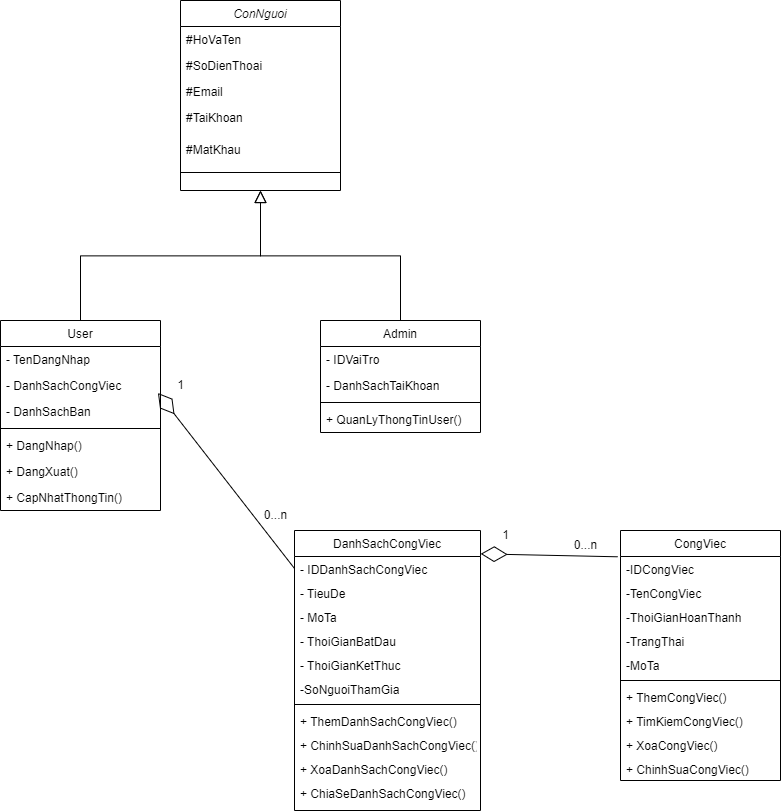 ConNguoi
#HoVaTen
#SoDienThoai
#Email
#TaiKhoan
#MatKhau
User
- TenDangNhap
- DanhSachCongViec
- DanhSachBan
+ DangNhap()
+ DangXuat()
+ CapNhatThongTin()
Admin
- IDVaiTro
- DanhSachTaiKhoan
+ QuanLyThongTinUser()
1
0...n
DanhSachCongViec
- IDDanhSachCongViec
- TieuDe
- MoTa
- ThoiGianBatDau
- ThoiGianKetThuc
-SoNguoiThamGia
+ ThemDanhSachCongViec()
+ ChinhSuaDanhSachCongViec(
+ XoaDanhSachCongViec()
+ ChiaSeDanhSachCongViec()
1
0...n
CongViec
-IDCongViec
-TenCongViec
-ThoiGianHoanThanh
-TrangThai
-MoTa
+ ThemCongViec()
+ TimKiemCongViec()
+ XoaCongViec()
+ ChinhSuaCongViec()